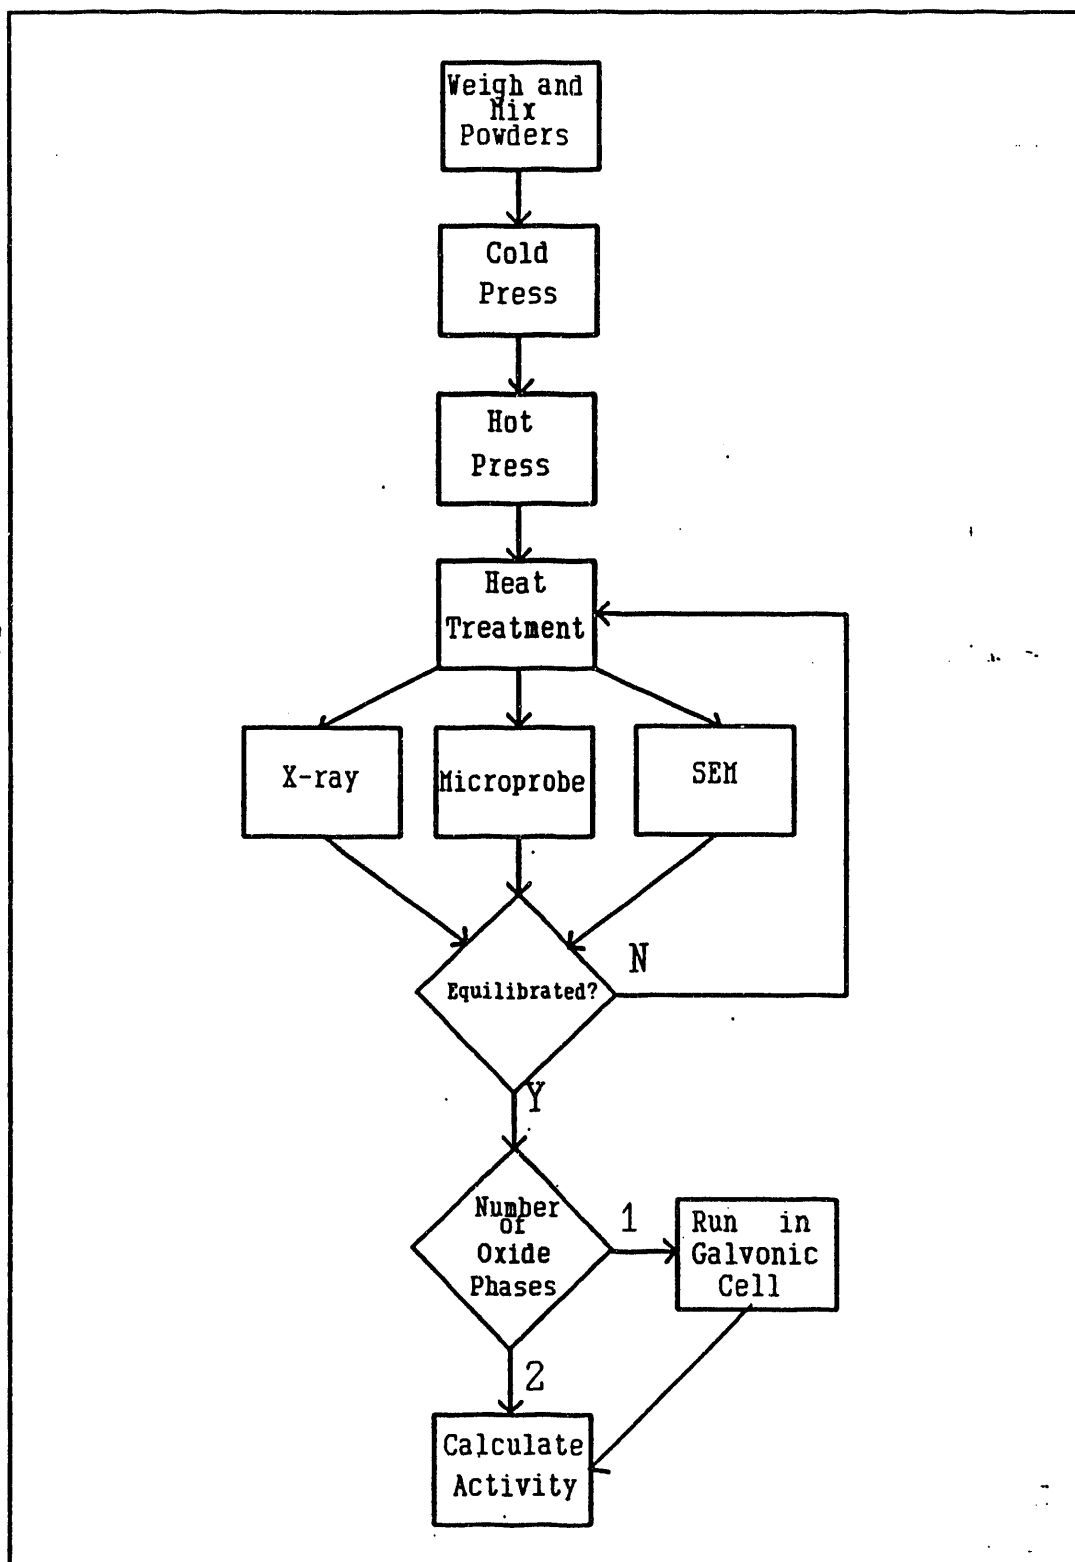 Weigh and
Mix
Powders
Cold
Press
Hot
Press
Heat
Treatment
X-ray
Microprobe
SEM
Equilibrated?
N
Y
Number
of
Oxide
Phases
1
Run in
Galvonic
Cell
2
Calculate
Activity